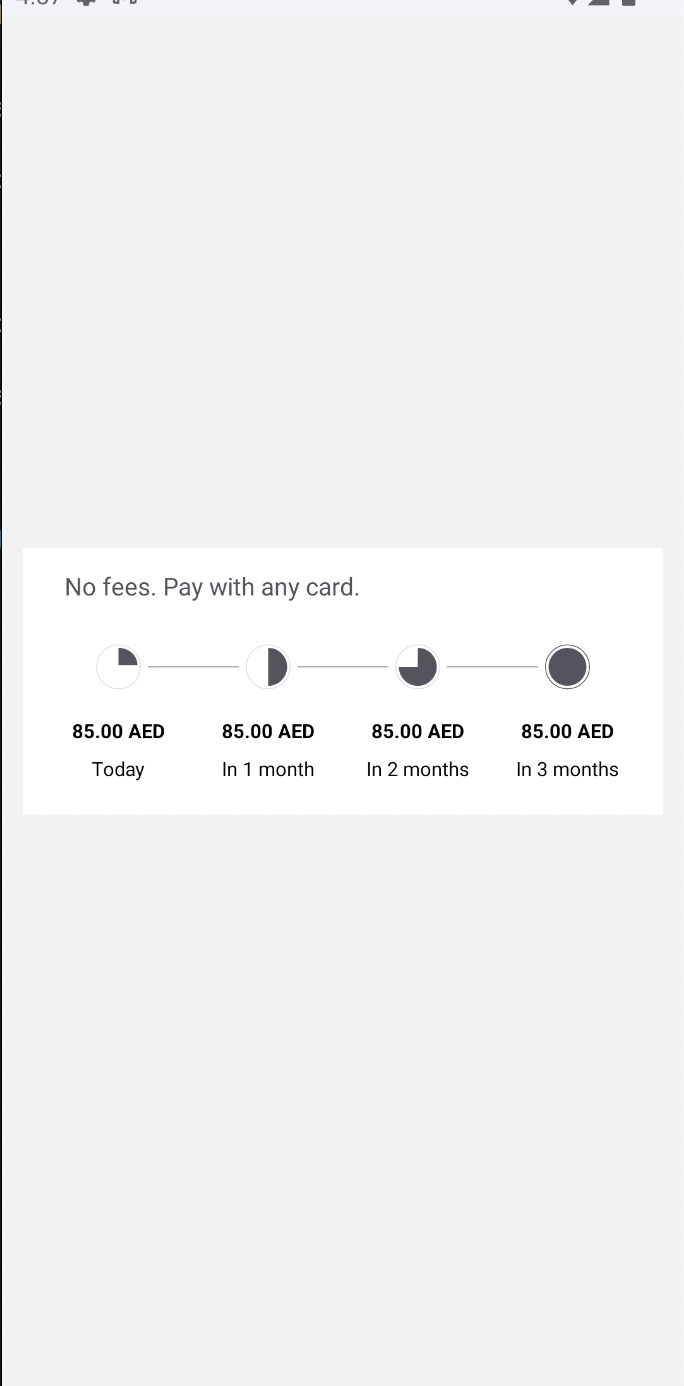 No fees. Pay with any card.
85.00 AED 85.00 AED 85.00 AED 85.00 AED
Today In 1 month In 2 months In 3 months